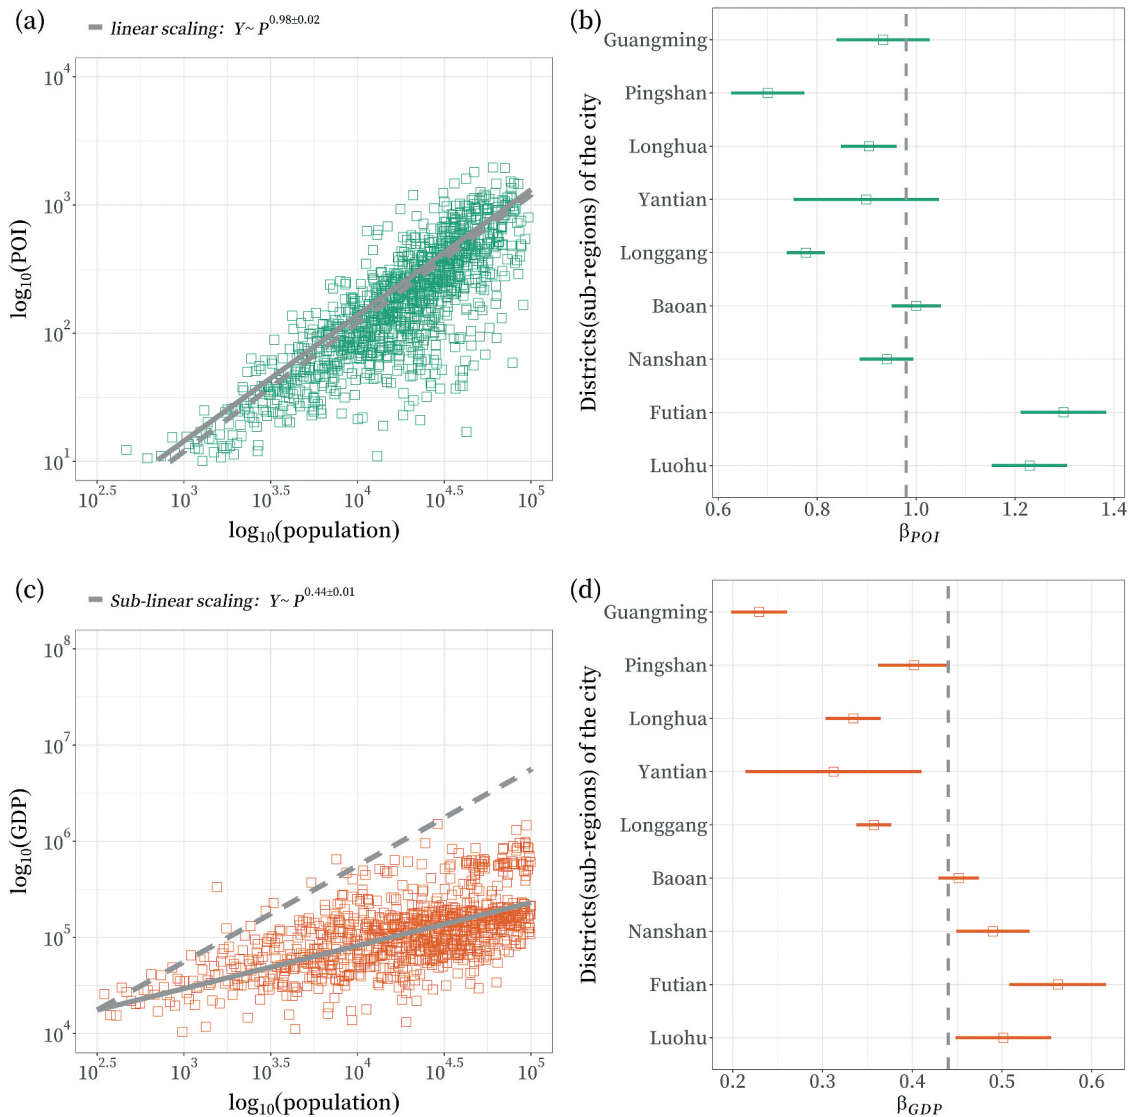 (a)
linear scaling: Y~ P^0.98±0.02
log10(POI)
10^4
10^3
10^2
10^1
10^2.5 10^3 10^3.5 10^4 10^4.5 10^5
log10(population)
(b)
Districts(sub-regions) of the city
Guangming
Pingshan
Longhua
Yantian
Longgang
Baoan
Nanshan
Futian
Luohu
0.6 0.8 1.0 1.2 1.4
βPOI
(c)
Sub-linear scaling: Y~ P^0.44±0.01
log10(GDP)
10^8
10^7
10^6
10^5
10^4
10^2.5 10^3 10^3.5 10^4 10^4.5 10^5
log10(population)
(d)
Districts(sub-regions) of the city
Guangming
Pingshan
Longhua
Yantian
Longgang
Baoan
Nanshan
Futian
Luohu
0.2 0.3 0.4 0.5 0.6
βGDP